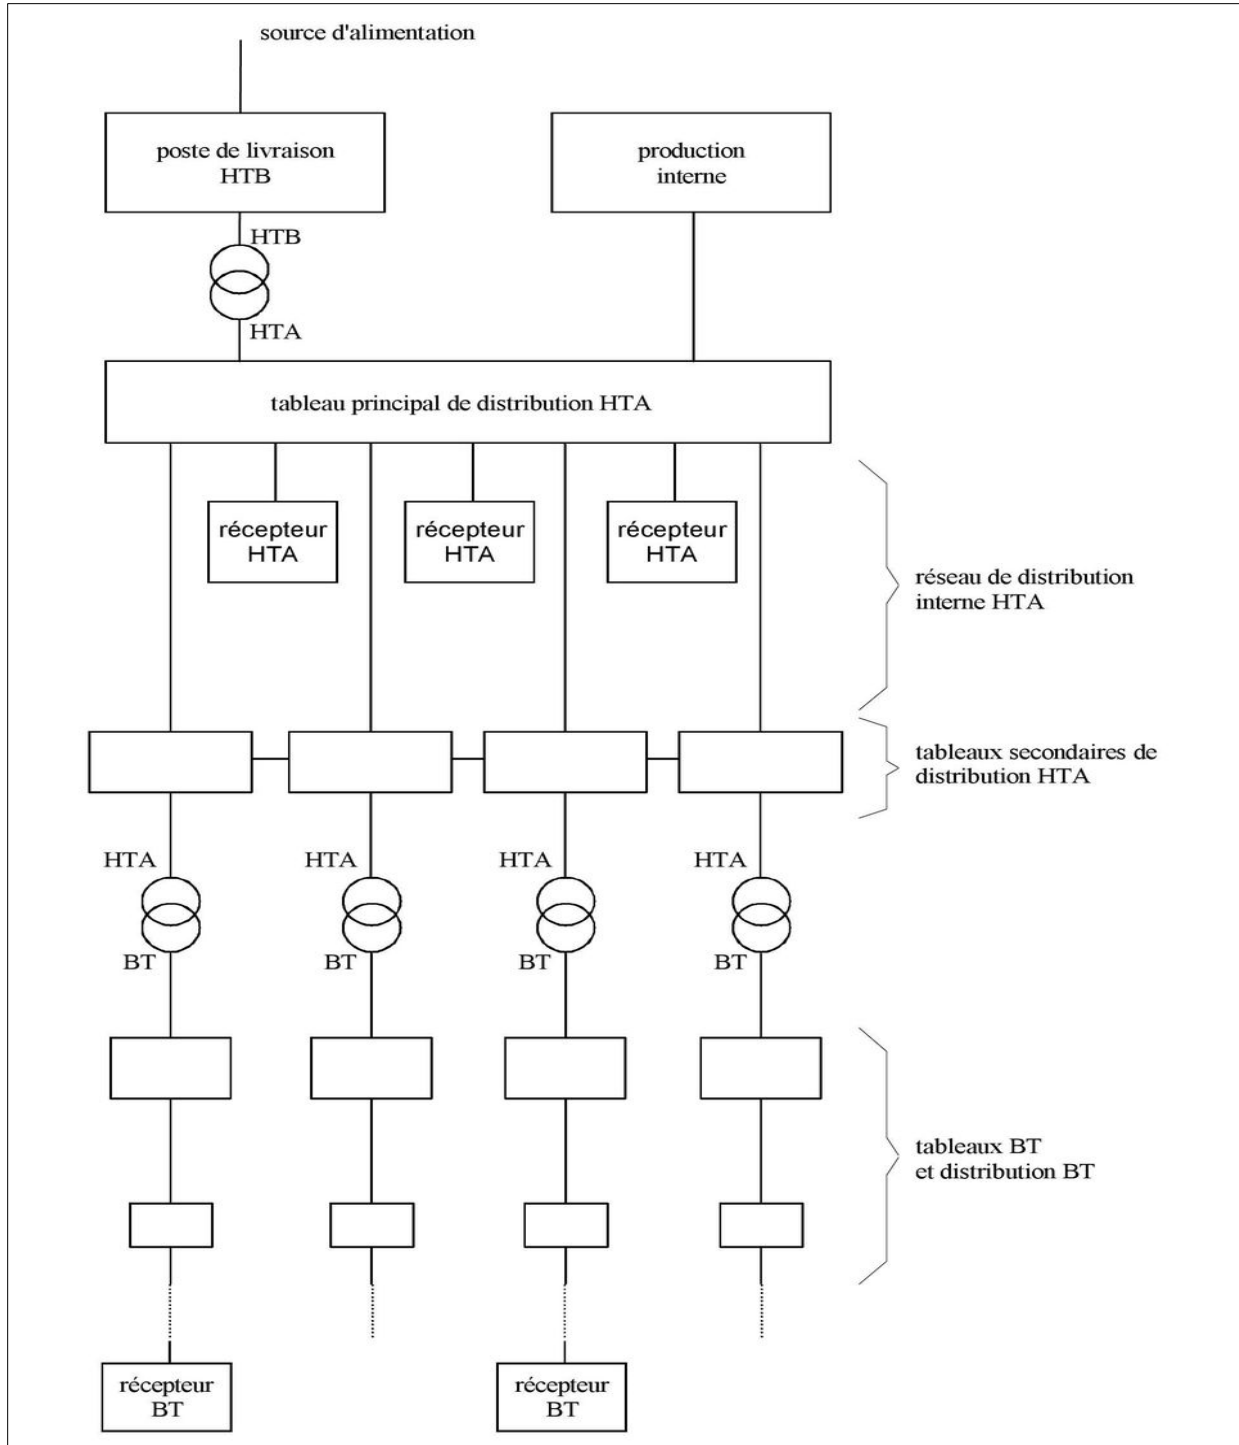 source d'alimentation
poste de livraison
HTB
production
interne
HTB
HTA
tableau principal de distribution HTA
récepteur
HTA
récepteur
HTA
récepteur
HTA
réseau de distribution
interne HTA
tableaux secondaires de
distribution HTA
HTA
HTA
HTA
HTA
BT
BT
BT
BT
tableaux BT
et distribution BT
récepteur
BT
récepteur
BT